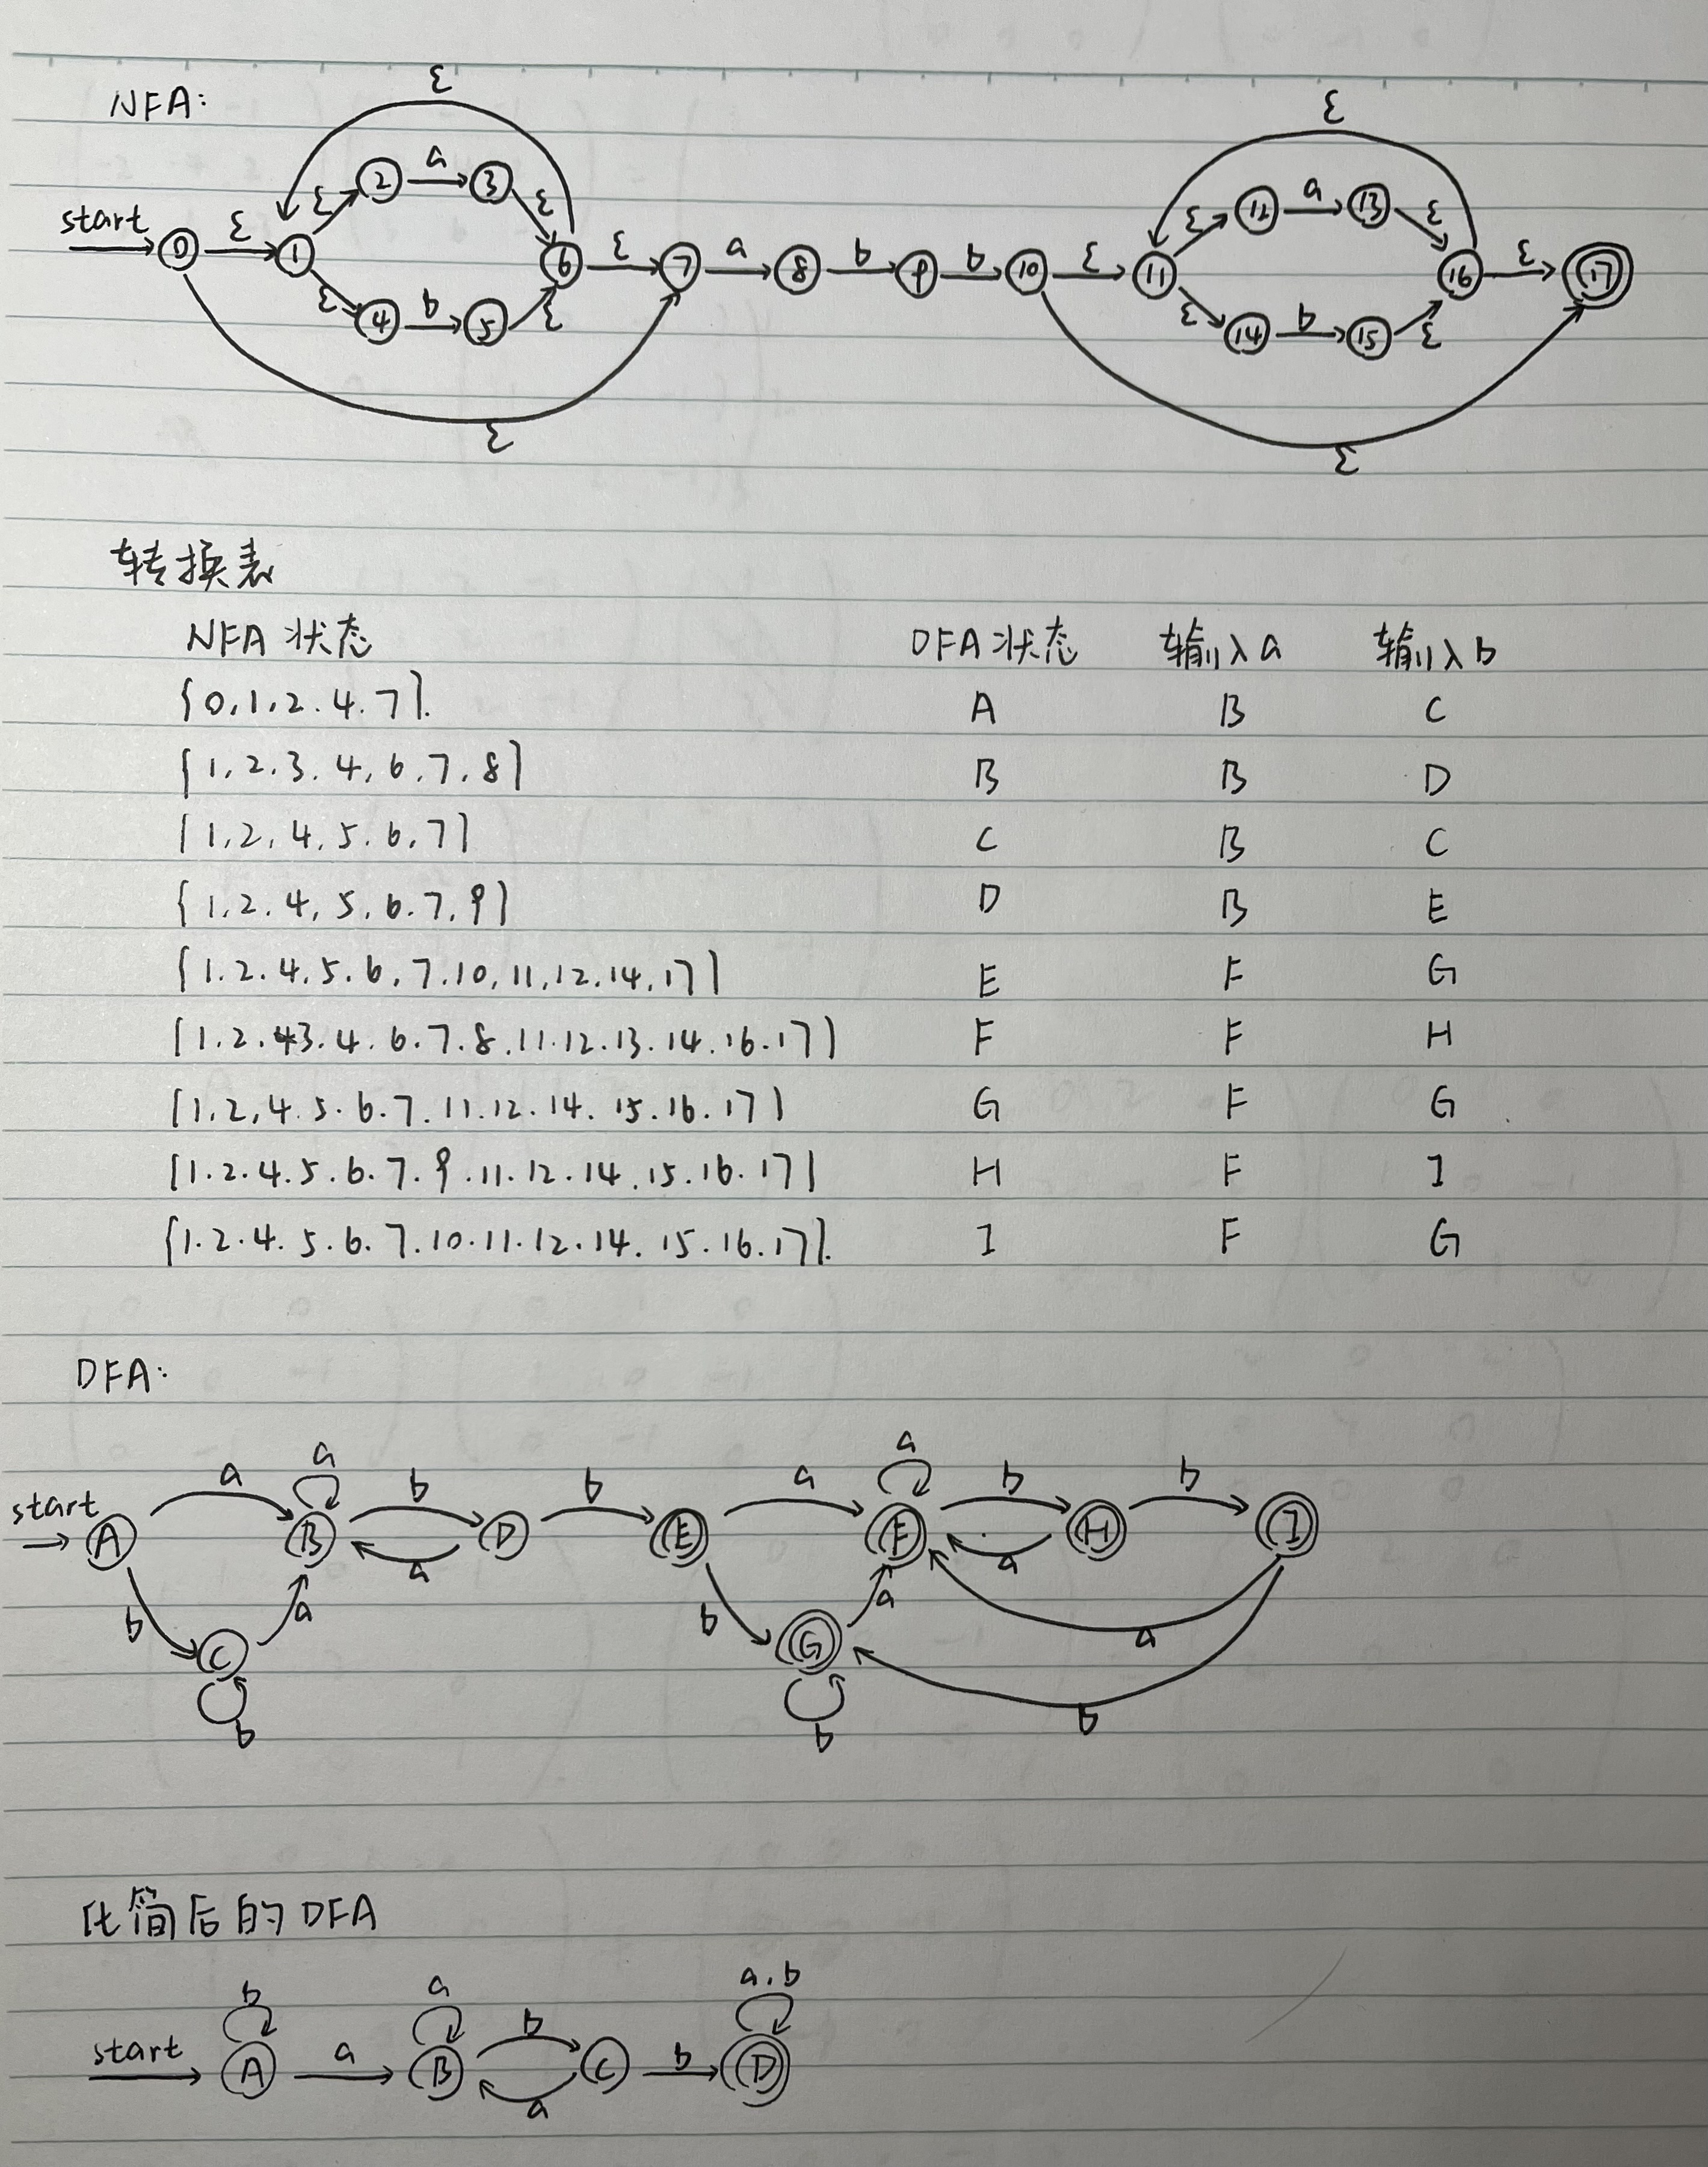 NFA:
ε
a
ε ε
start ε ε a b b ε
0 1 2 3 4 5 6 7 8 9 10
ε b ε
ε
ε
a
ε ε
ε
11 12 13 14 15 16 17
ε b ε
ε
转换表
NFA 状态 DFA 状态 输入a 输入b
{0,1,2.4.7}. A B C
{1,2.3.4,6.7.8} B B D
{1,2,4,5.6,7} C B C
{1,2.4,5,6.7,9} D B E
{1.2.4,5.6,7.10,11,12.14,17} E F G
{1.2.3.4.6.7.8.11.12.13.14.16.17} F F H
{1.2,4.5.6.7.11.12.14.15.16.17} G F G
{1.2.4.5.6.7.9.11.12.14.15.16.17} H F I
{1.2.4.5.6.7.10.11.12.14.15.16.17}. I F G
DFA:
a a
start a b b a b b
A B D E F H I
a a
b a b a a
C G
b b b
化简后的DFA
b a a.b
start a b b
A B C D
a